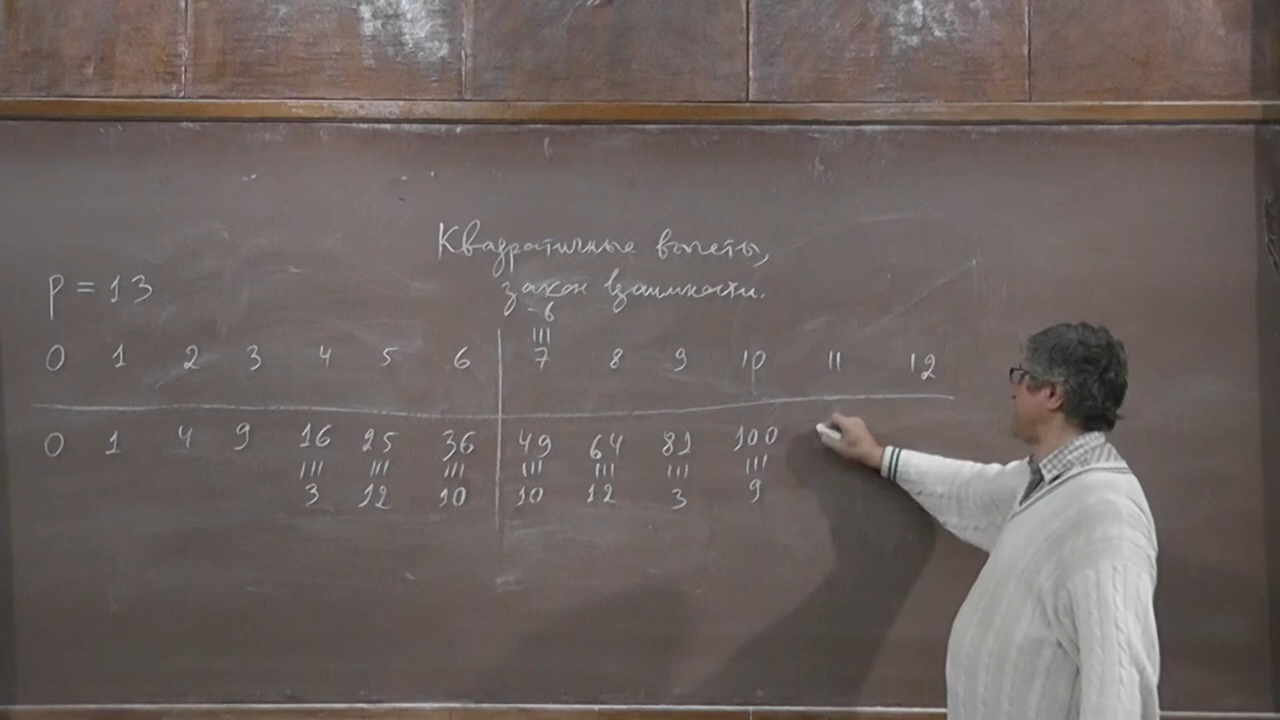 Квадратичные вычеты,
закон взаимности.
p = 13
-6
≡
0 1 2 3 4 5 6 7 8 9 10 11 12
0 1 4 9 16 25 36 49 64 81 100
≡ ≡ ≡ ≡ ≡ ≡ ≡
3 12 10 10 12 3 9